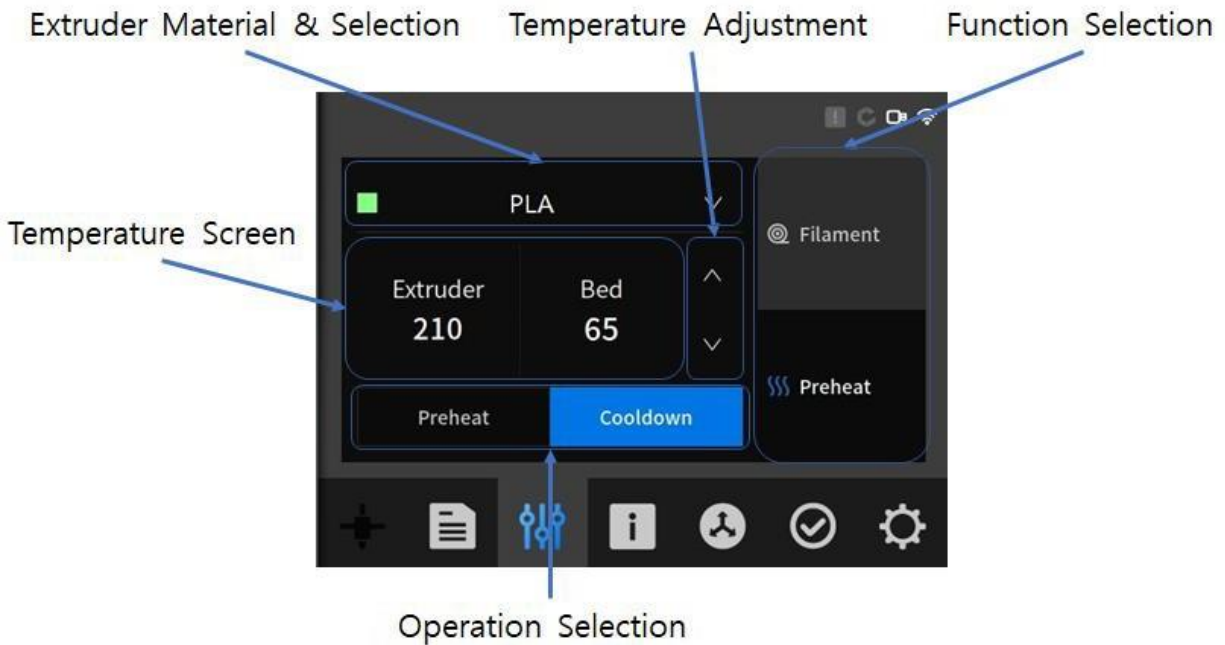 Extruder Material & Selection
Temperature Adjustment
Function Selection
PLA
Filament
Temperature Screen
Extruder
Bed
210
65
Preheat
Preheat
Cooldown
Operation Selection